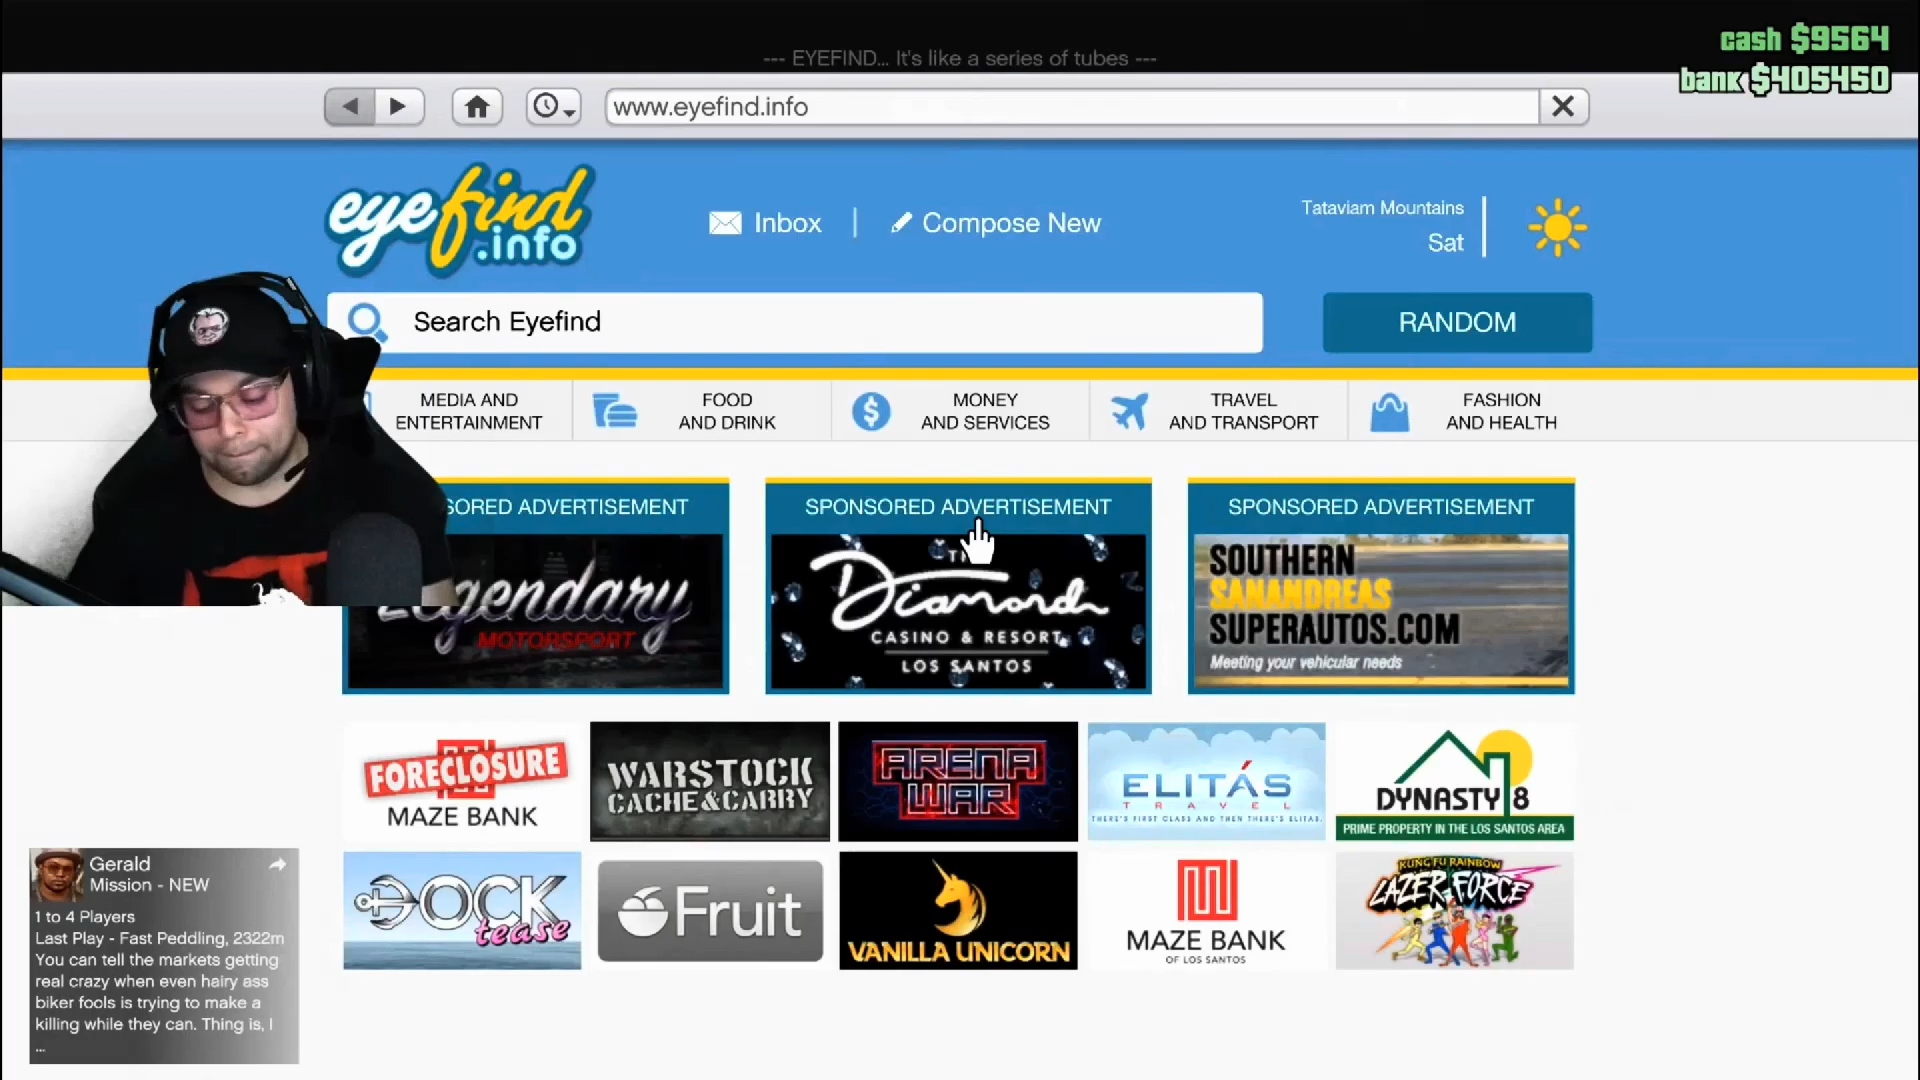 cash $9564
--- EYEFIND... It's like a series of tubes ---
bank $405450
www.eyefind.info
eyefind
.info
Inbox
Compose New
Tataviam Mountains
Sat
Search Eyefind
RANDOM
MEDIA AND
ENTERTAINMENT
FOOD
AND DRINK
MONEY
AND SERVICES
TRAVEL
AND TRANSPORT
FASHION
AND HEALTH
SORED ADVERTISEMENT
Legendary
MOTORSPORT
SPONSORED ADVERTISEMENT
Diamond
CASINO & RESORT
LOS SANTOS
SPONSORED ADVERTISEMENT
SOUTHERN
SANANDREAS
SUPERAUTOS.COM
Meeting your vehicular needs
FORECLOSURE
MAZE BANK
WARSTOCK
CACHE&CARRY
ARENA
WAR
ELITÁS
TRAVEL
THERE'S FIRST CLASS AND THEN THERE'S ELITAS.
DYNASTY 8
PRIME PROPERTY IN THE LOS SANTOS AREA
DOCK
tease
Fruit
VANILLA UNICORN
MAZE BANK
OF LOS SANTOS
KUNG FU RAINBOW
LAZER FORCE
Gerald
Mission - NEW
1 to 4 Players
Last Play - Fast Peddling, 2322m
You can tell the markets getting
real crazy when even hairy ass
biker fools is trying to make a
killing while they can. Thing is, I
...